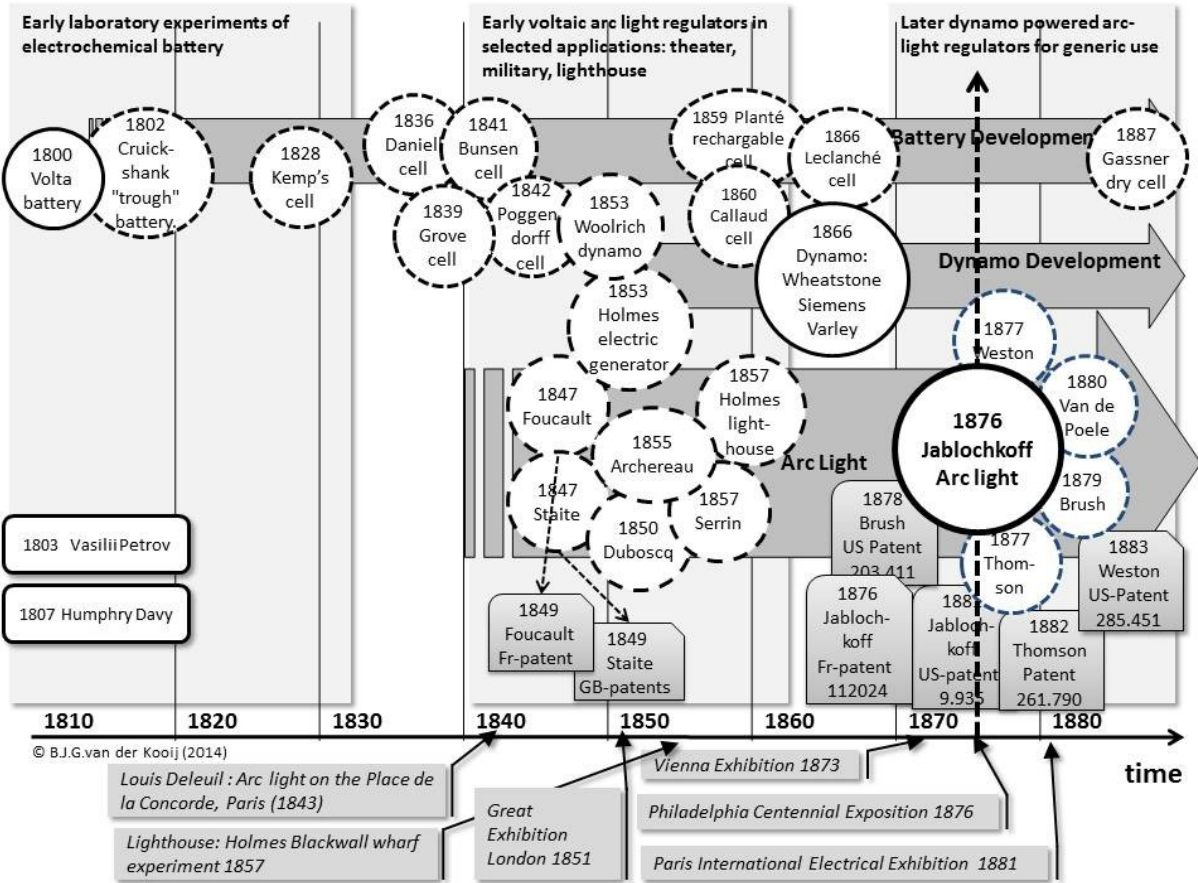 Early laboratory experiments of
electrochemical battery
Early voltaic arc light regulators in
selected applications: theater,
military, lighthouse
Later dynamo powered arc-
light regulators for generic use
1800
Volta
battery
1802
Cruick-
shank
"trough"
battery.
1828
Kemp's
cell
1836
Daniel
cell
1841
Bunsen
cell
1839
Grove
cell
1842
Poggen
dorff
cell
1853
Woolrich
dynamo
1859 Planté
rechargable
cell
1860
Callaud
cell
1866
Leclanché
cell
Battery Development
1887
Gassner
dry cell
1866
Dynamo:
Wheatstone
Siemens
Varley
Dynamo Development
1853
Holmes
electric
generator
1847
Foucault
1847
Staite
1855
Archereau
1850
Duboscq
1857
Holmes
light-
house
1857
Serrin
Arc Light
1877
Weston
1876
Jablochkoff
Arc light
1880
Van de
Poele
1879
Brush
1877
Thom-
son
1803 Vasilii Petrov
1807 Humphry Davy
1849
Foucault
Fr-patent
1849
Staite
GB-patents
1878
Brush
US Patent
203.411
1876
Jabloch-
koff
Fr-patent
112024
Jabloch-
koff
US-patent
1882
Thomson
Patent
261.790
1883
Weston
US-Patent
285.451
1810 1820 1830 1840 1850 1860 1870 1880
© B.J.G.van der Kooij (2014)
time
Louis Deleuil : Arc light on the Place de
la Concorde, Paris (1843)
Lighthouse: Holmes Blackwall wharf
experiment 1857
Great
Exhibition
London 1851
Vienna Exhibition 1873
Philadelphia Centennial Exposition 1876
Paris International Electrical Exhibition 1881